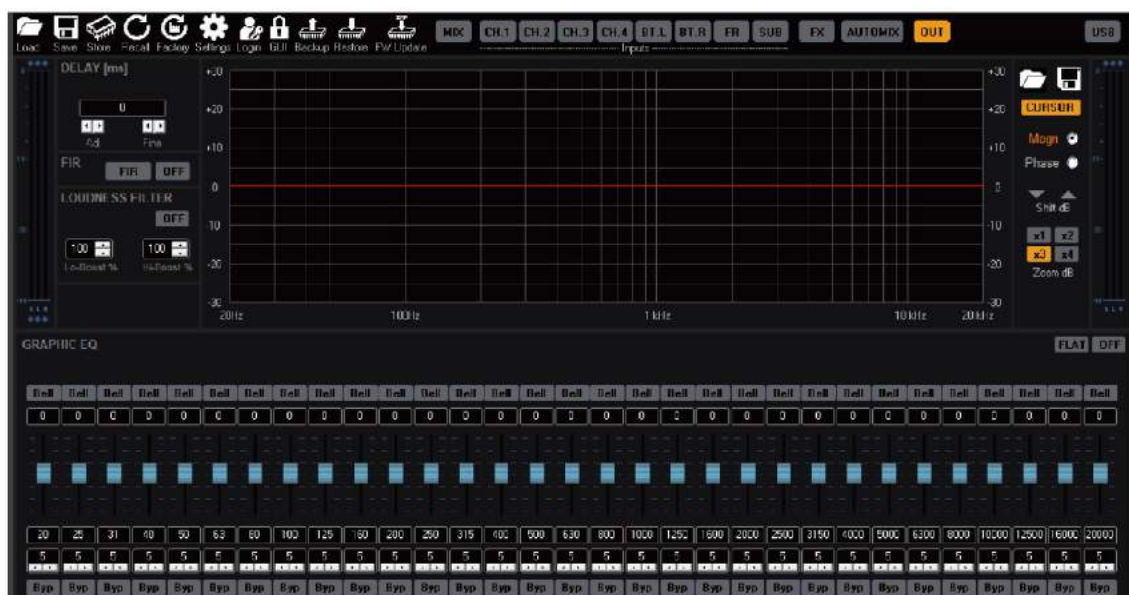 Load Save Store Recall Factory Settings Login GUI Backup Restore FW Update MIX CH.1 CH.2 CH.3 CH.4 BT.L BT.R FR SUB FX AUTOMIX OUT USB
Inputs
DELAY [ms]
0
Ad Fine
FIR
FIR OFF
LOUDNESS FILTER
OFF
100 100
Lo-Boost % Hi-Boost %
+30 +30
+20 +20
+10 +10
0 0
-10 -10
-20 -20
-30 -30
20Hz 100Hz 1kHz 10kHz 20kHz
CURSOR
Magn
Phase
Shift dB
x1 x2
x3 x4
Zoom dB
GRAPHIC EQ FLAT OFF
Bell Bell Bell Bell Bell Bell Bell Bell Bell Bell Bell Bell Bell Bell Bell Bell Bell Bell Bell Bell Bell Bell Bell Bell Bell Bell Bell Bell Bell Bell Bell
0 0 0 0 0 0 0 0 0 0 0 0 0 0 0 0 0 0 0 0 0 0 0 0 0 0 0 0 0 0 0
20 25 31 40 50 63 80 100 125 160 200 250 315 400 500 630 800 1000 1250 1600 2000 2500 3150 4000 5000 6300 8000 10000 12500 16000 20000
5 5 5 5 5 5 5 5 5 5 5 5 5 5 5 5 5 5 5 5 5 5 5 5 5 5 5 5 5 5 5
Byp Byp Byp Byp Byp Byp Byp Byp Byp Byp Byp Byp Byp Byp Byp Byp Byp Byp Byp Byp Byp Byp Byp Byp Byp Byp Byp Byp Byp Byp Byp